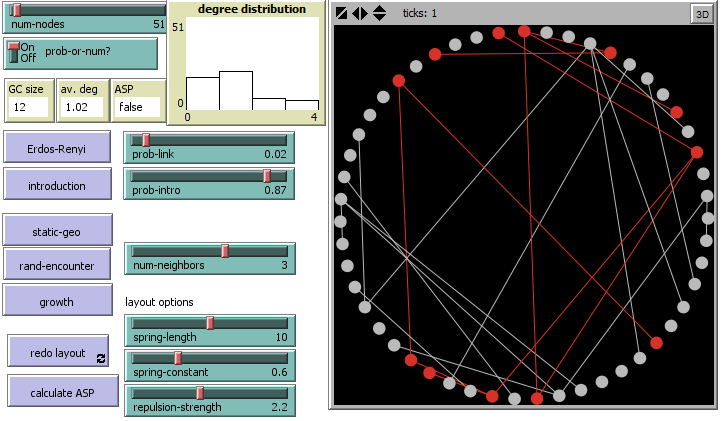 num-nodes 51
On
Off
prob-or-num?
GC size
12
av. deg
1.02
ASP
false
degree distribution
51
0
0 4
Erdos-Renyi
introduction
prob-link 0.02
prob-intro 0.87
static-geo
rand-encounter
growth
num-neighbors 3
layout options
redo layout
calculate ASP
spring-length 10
spring-constant 0.6
repulsion-strength 2.2
ticks: 1
3D